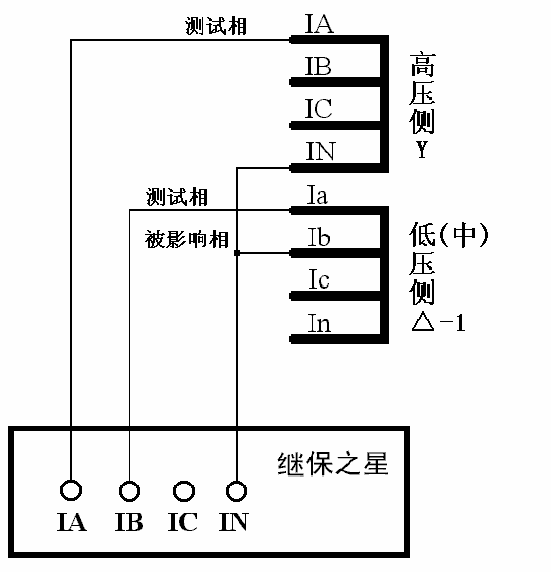 测试相 IA
IB
IC
IN
高压侧Y
测试相 Ia
被影响相 Ib
Ic
In
低(中)压侧△-1
继保之星
IA IB IC IN